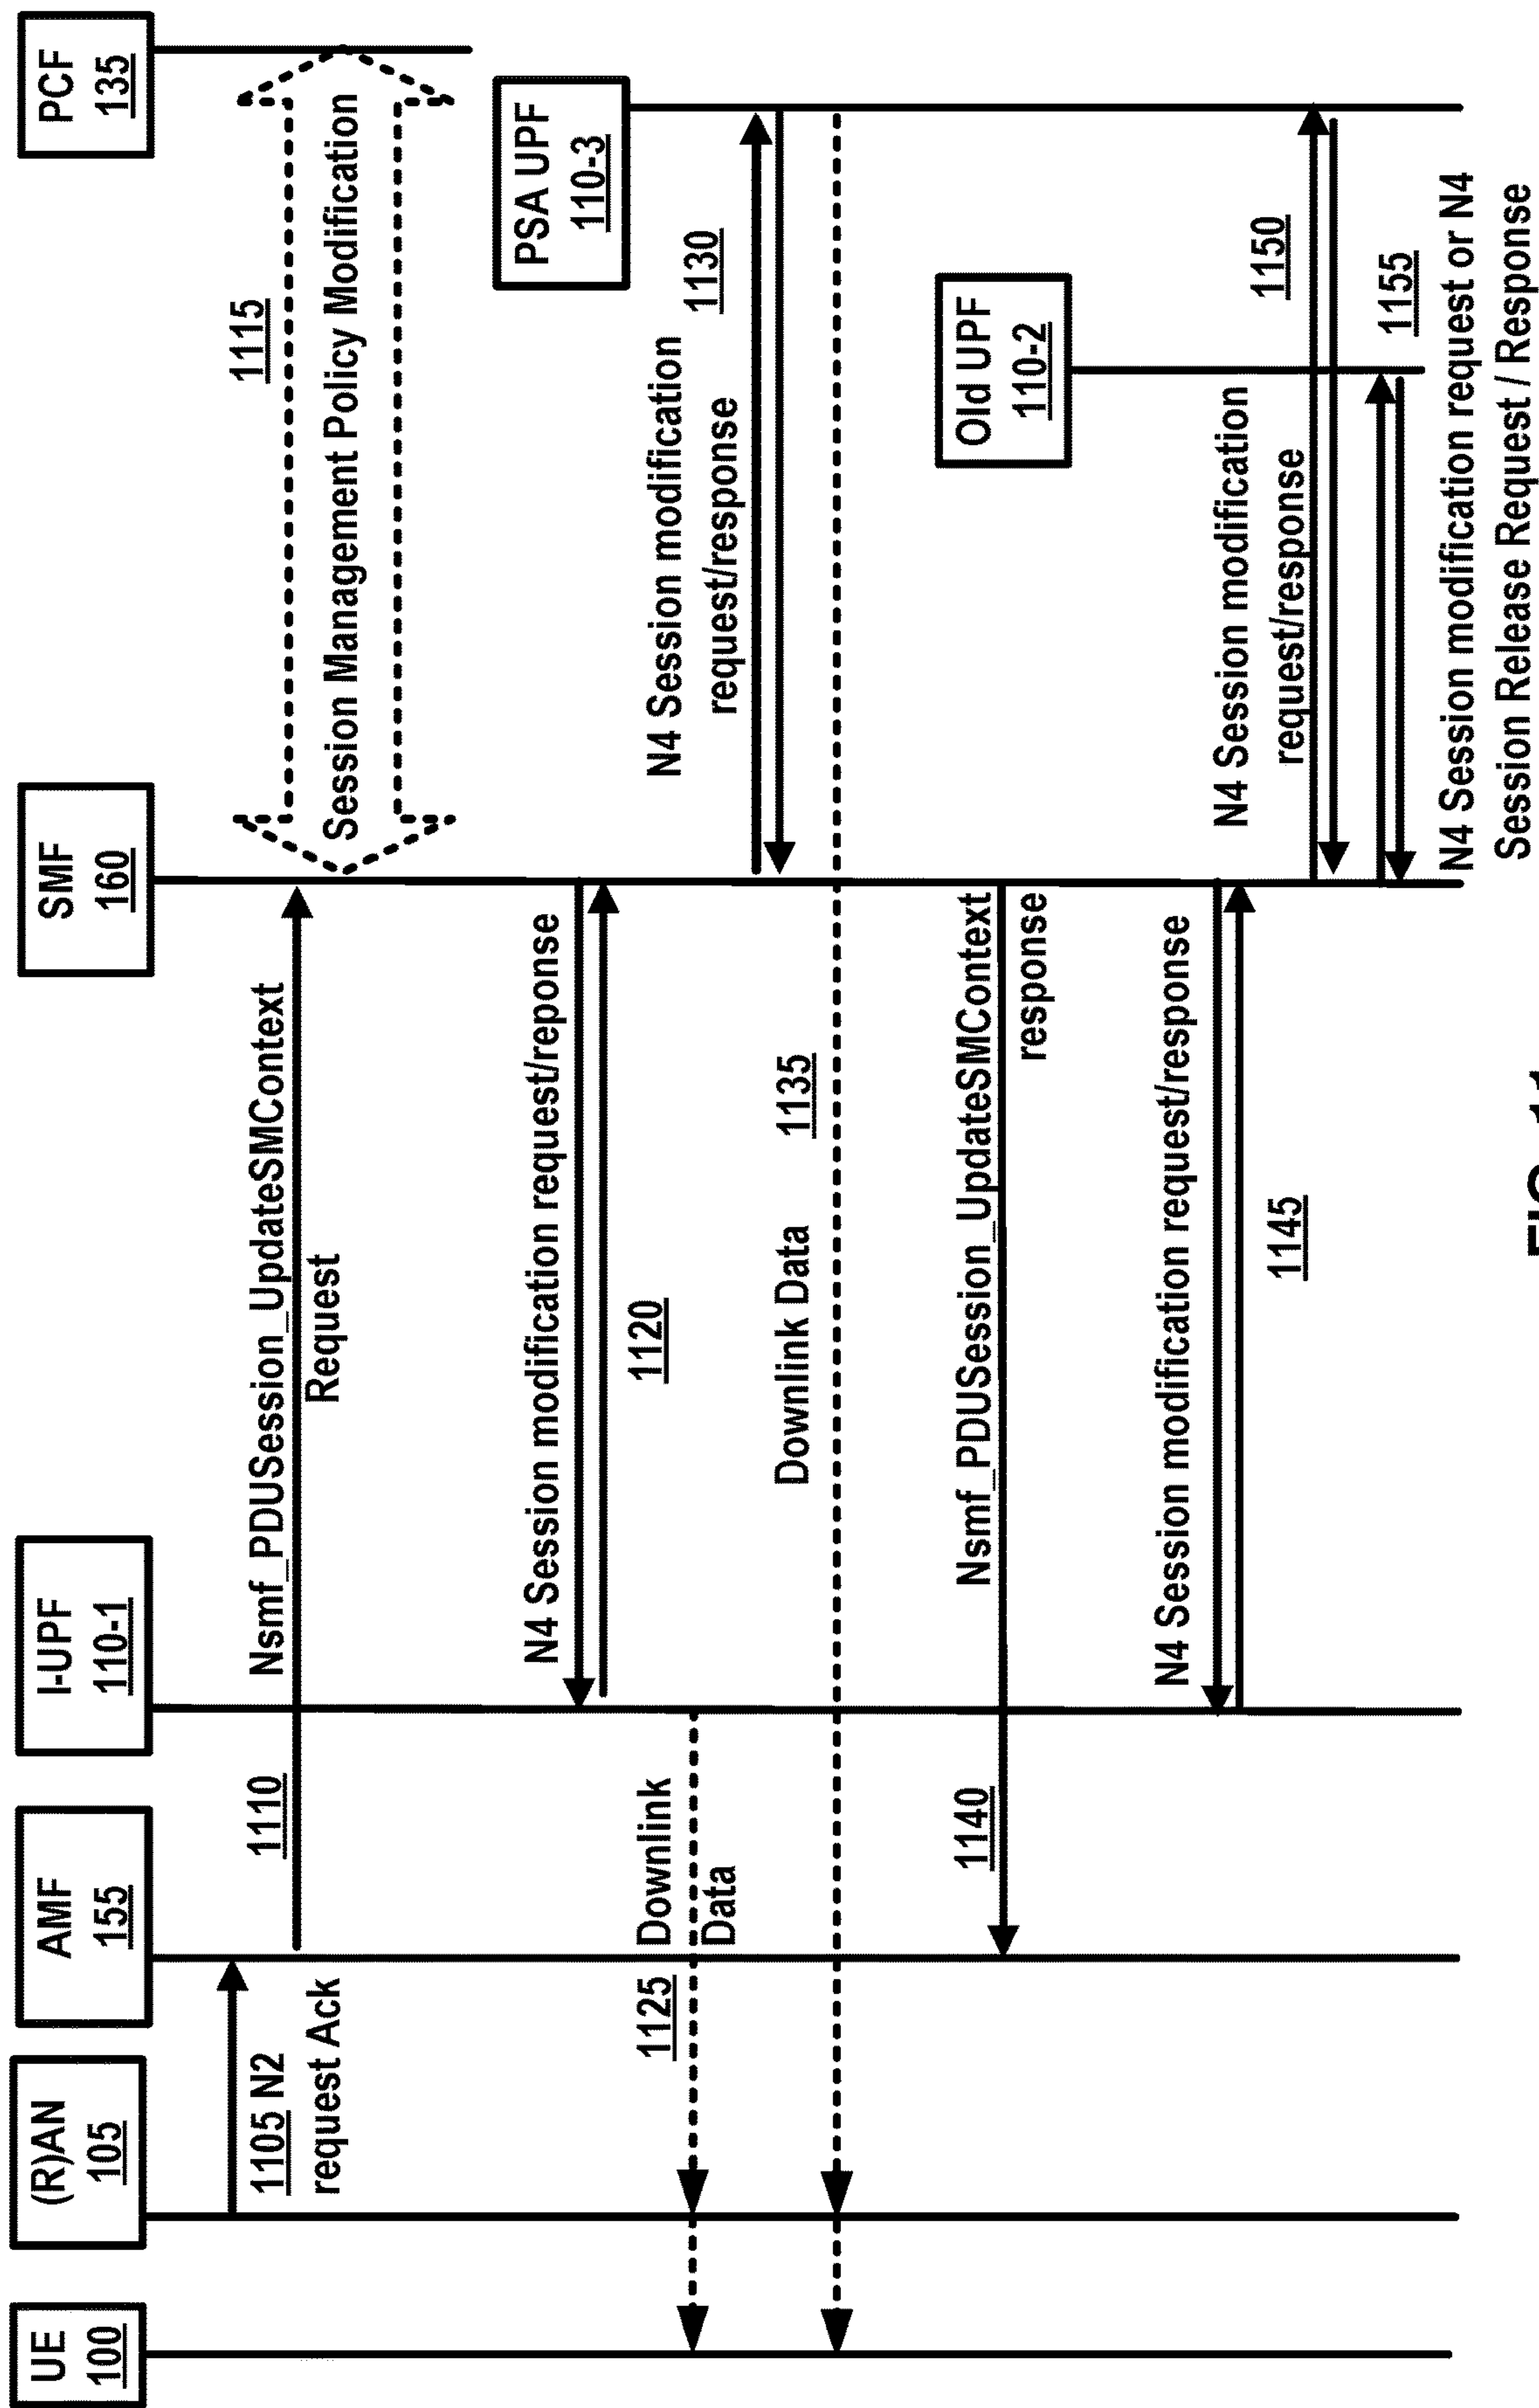 UE
100
(R)AN
105
AMF
155
I-UPF
110-1
SMF
160
PCF
135
1105 N2
request Ack
1110
Nsmf_PDUSession_UpdateSMContext
Request
1115
Session Management Policy Modification
N4 Session modification request/reponse
1120
PSA UPF
110-3
1125
Downlink
Data
N4 Session modification
request/response
1130
Downlink Data
1135
1140
Nsmf_PDUSession_UpdateSMContext
response
Old UPF
110-2
N4 Session modification request/response
1145
N4 Session modification
request/response
1150
1155
N4 Session modification request or N4
Session Release Request / Response